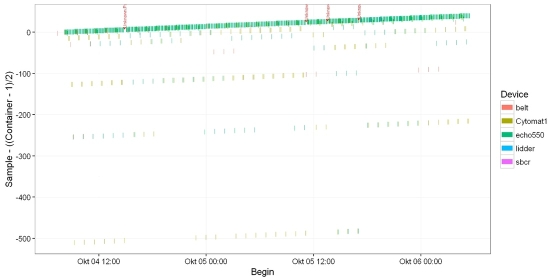 Sample - ((Container - 1)/2)
0
-100
-200
-300
-400
-500
Okt 04 12:00
Okt 05 00:00
Okt 05 12:00
Okt 06 00:00
Begin
Device
belt
Cytomat1
echo550
lidder
sbcr